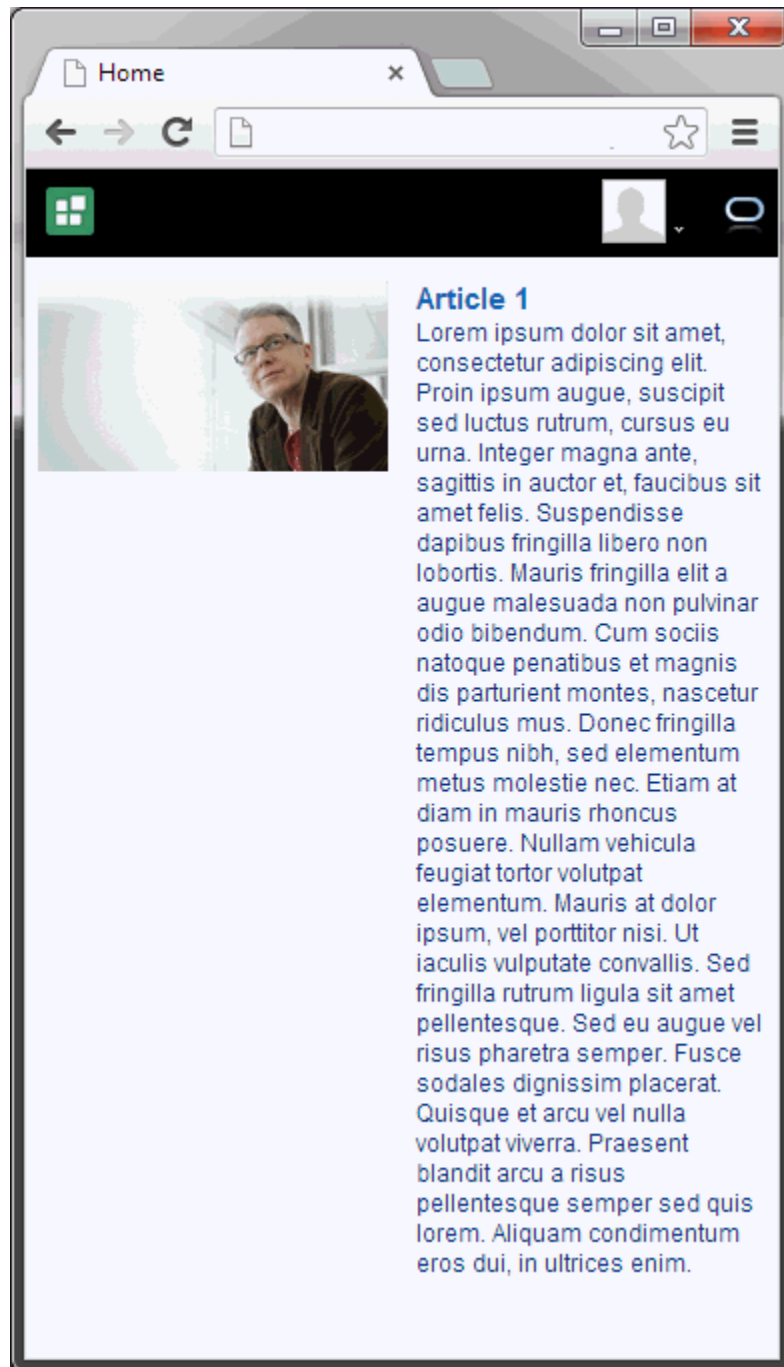 Home
Article 1
Lorem ipsum dolor sit amet,
consectetur adipiscing elit.
Proin ipsum augue, suscipit
sed luctus rutrum, cursus eu
urna. Integer magna ante,
sagittis in auctor et, faucibus sit
amet felis. Suspendisse
dapibus fringilla libero non
lobortis. Mauris fringilla elit a
augue malesuada non pulvinar
odio bibendum. Cum sociis
natoque penatibus et magnis
dis parturient montes, nascetur
ridiculus mus. Donec fringilla
tempus nibh, sed elementum
metus molestie nec. Etiam at
diam in mauris rhoncus
posuere. Nullam vehicula
feugiat tortor volutpat
elementum. Mauris at dolor
ipsum, vel porttitor nisi. Ut
iaculis vulputate convallis. Sed
fringilla rutrum ligula sit amet
pellentesque. Sed eu augue vel
risus pharetra semper. Fusce
sodales dignissim placerat.
Quisque et arcu vel nulla
volutpat viverra. Praesent
blandit arcu a risus
pellentesque semper sed quis
lorem. Aliquam condimentum
eros dui, in ultrices enim.